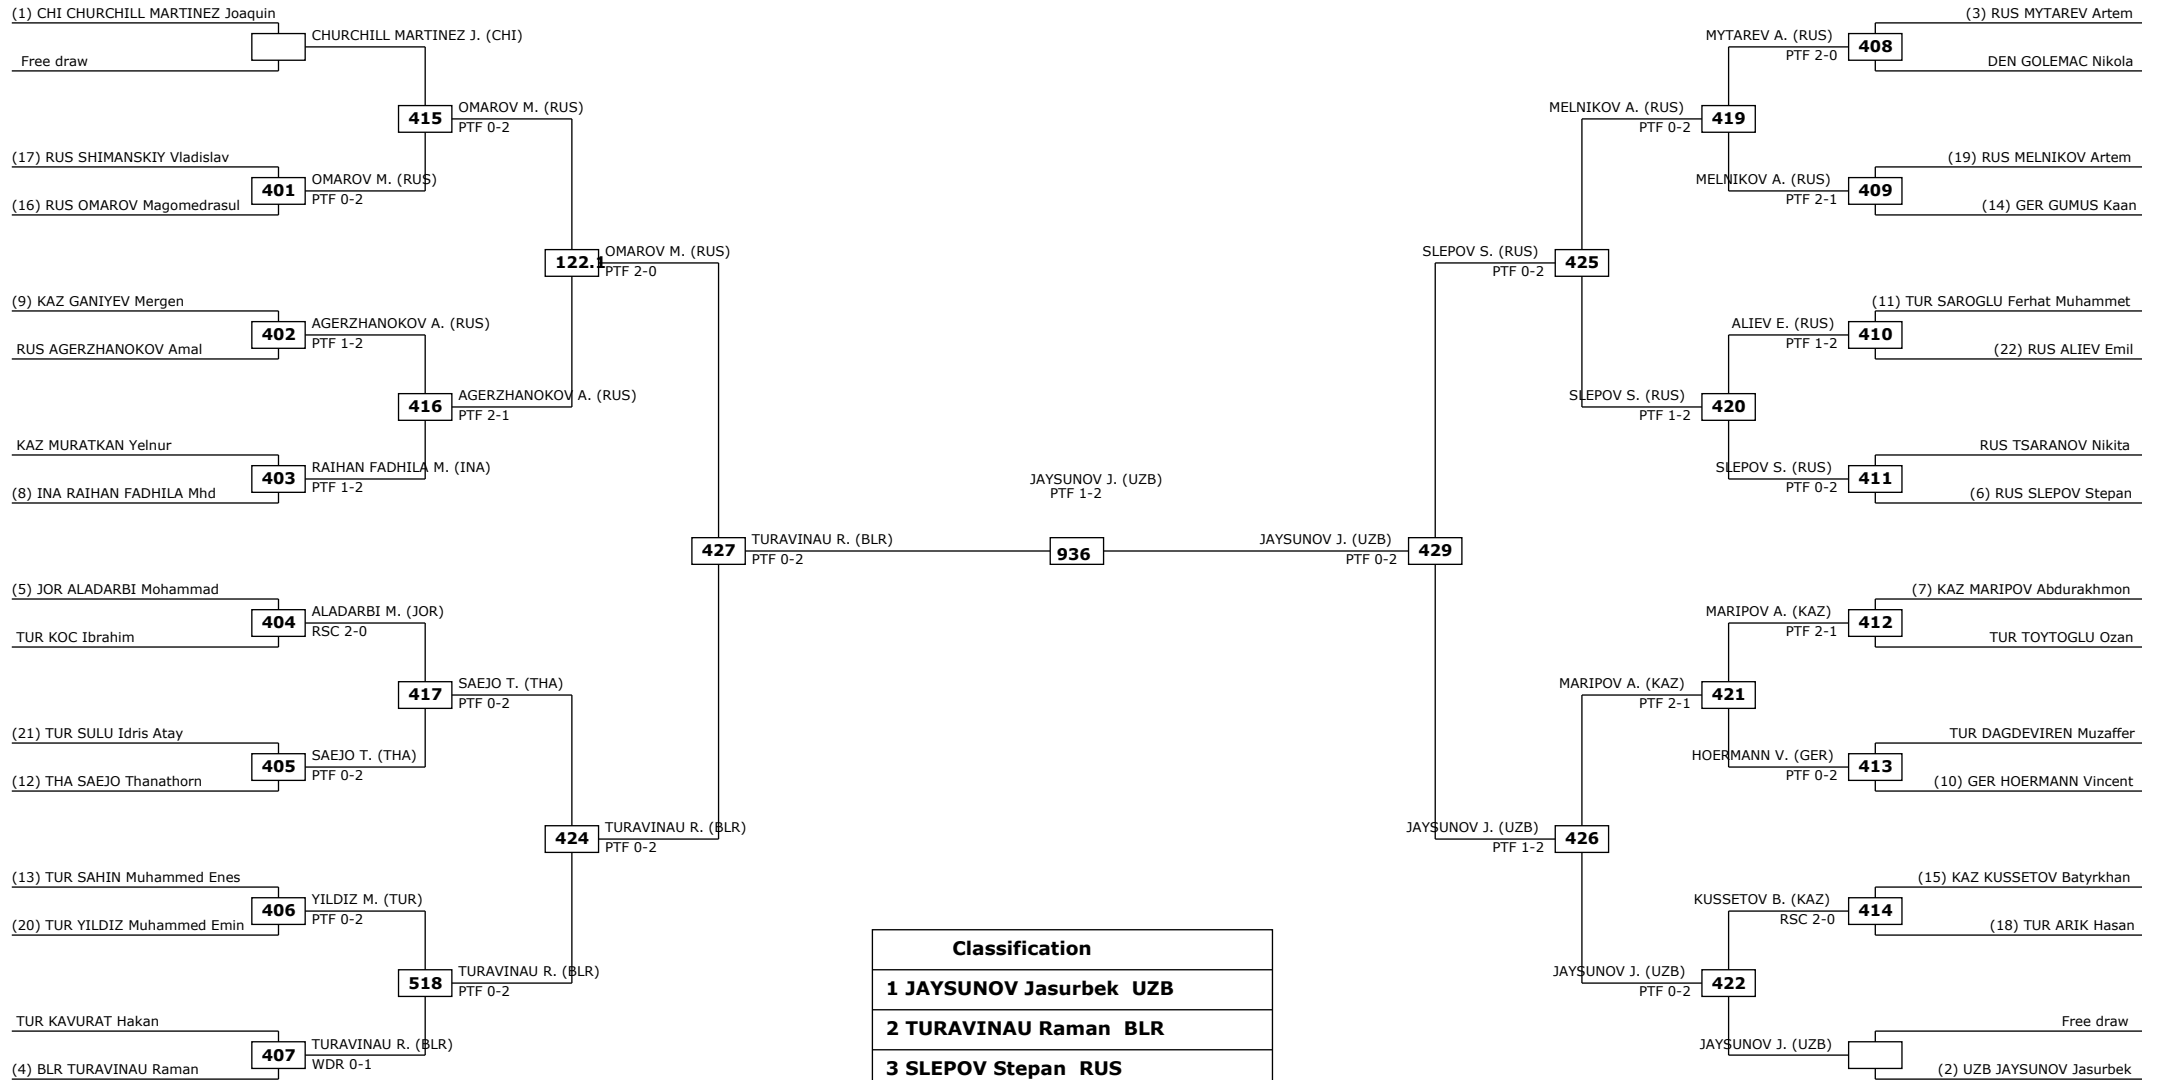 (1) CHI CHURCHILL MARTINEZ Joaquin
CHURCHILL MARTINEZ J. (CHI)
Free draw
415
OMAROV M. (RUS)
PTF 0-2
(17) RUS SHIMANSKIY Vladislav
401
OMAROV M. (RUS)
PTF 0-2
(16) RUS OMAROV Magomedrasul
122.1
OMAROV M. (RUS)
PTF 2-0
(9) KAZ GANIYEV Mergen
402
AGERZHANOKOV A. (RUS)
PTF 1-2
RUS AGERZHANOKOV Amal
416
AGERZHANOKOV A. (RUS)
PTF 2-1
KAZ MURATKAN Yelnur
403
RAIHAN FADHILA M. (INA)
PTF 1-2
(8) INA RAIHAN FADHILA Mhd
427
TURAVINAU R. (BLR)
PTF 0-2
(5) JOR ALADARBI Mohammad
404
ALADARBI M. (JOR)
RSC 2-0
TUR KOC Ibrahim
417
SAEJO T. (THA)
PTF 0-2
(21) TUR SULU Idris Atay
405
SAEJO T. (THA)
PTF 0-2
(12) THA SAEJO Thanathorn
424
TURAVINAU R. (BLR)
PTF 0-2
(13) TUR SAHIN Muhammed Enes
406
YILDIZ M. (TUR)
PTF 0-2
(20) TUR YILDIZ Muhammed Emin
518
TURAVINAU R. (BLR)
PTF 0-2
TUR KAVURAT Hakan
407
TURAVINAU R. (BLR)
WDR 0-1
(4) BLR TURAVINAU Raman
JAYSUNOV J. (UZB)
PTF 1-2
936
(3) RUS MYTAREV Artem
MYTAREV A. (RUS)
PTF 2-0
408
DEN GOLEMAC Nikola
MELNIKOV A. (RUS)
PTF 0-2
419
(19) RUS MELNIKOV Artem
MELNIKOV A. (RUS)
PTF 2-1
409
(14) GER GUMUS Kaan
SLEPOV S. (RUS)
PTF 0-2
425
(11) TUR SAROGLU Ferhat Muhammet
ALIEV E. (RUS)
PTF 1-2
410
(22) RUS ALIEV Emil
SLEPOV S. (RUS)
PTF 1-2
420
RUS TSARANOV Nikita
SLEPOV S. (RUS)
PTF 0-2
411
(6) RUS SLEPOV Stepan
JAYSUNOV J. (UZB)
PTF 0-2
429
(7) KAZ MARIPOV Abdurakhmon
MARIPOV A. (KAZ)
PTF 2-1
412
TUR TOYTOGLU Ozan
MARIPOV A. (KAZ)
PTF 2-1
421
TUR DAGDEVIREN Muzaffer
HOERMANN V. (GER)
PTF 0-2
413
(10) GER HOERMANN Vincent
JAYSUNOV J. (UZB)
PTF 1-2
426
(15) KAZ KUSSETOV Batyrkhan
KUSSETOV B. (KAZ)
RSC 2-0
414
(18) TUR ARIK Hasan
JAYSUNOV J. (UZB)
PTF 0-2
422
Free draw
JAYSUNOV J. (UZB)
(2) UZB JAYSUNOV Jasurbek
Classification
1 JAYSUNOV Jasurbek UZB
2 TURAVINAU Raman BLR
3 SLEPOV Stepan RUS